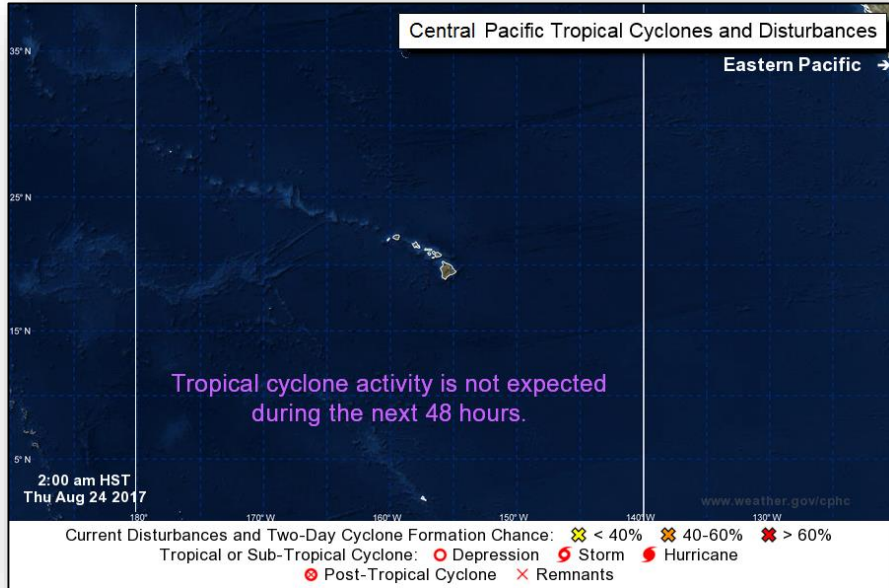 Central Pacific Tropical Cyclones and Disturbances
35° N
Eastern Pacific →
25° N
15° N
Tropical cyclone activity is not expected
during the next 48 hours.
5° N
2:00 am HST
Thu Aug 24 2017
www.weather.gov/cphc
180° 170° W 160° W 150° W 140° W 130° W
Current Disturbances and Two-Day Cyclone Formation Chance: < 40% 40-60% > 60%
Tropical or Sub-Tropical Cyclone: Depression Storm Hurricane
Post-Tropical Cyclone Remnants